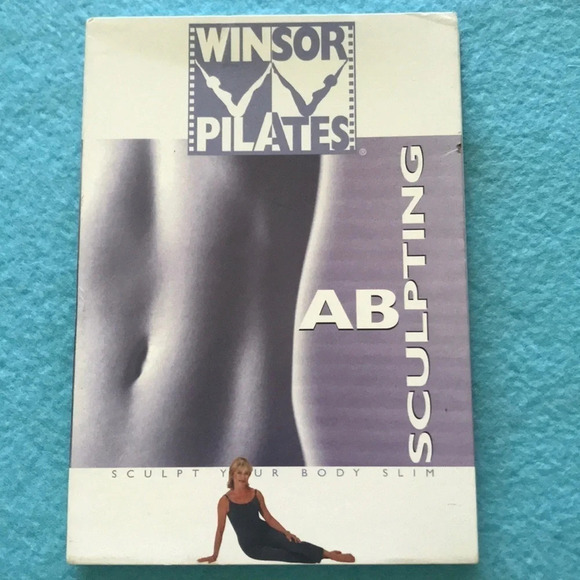 WINSOR
PILATES®
AB
SCULPTING
SCULPT YOUR BODY SLIM